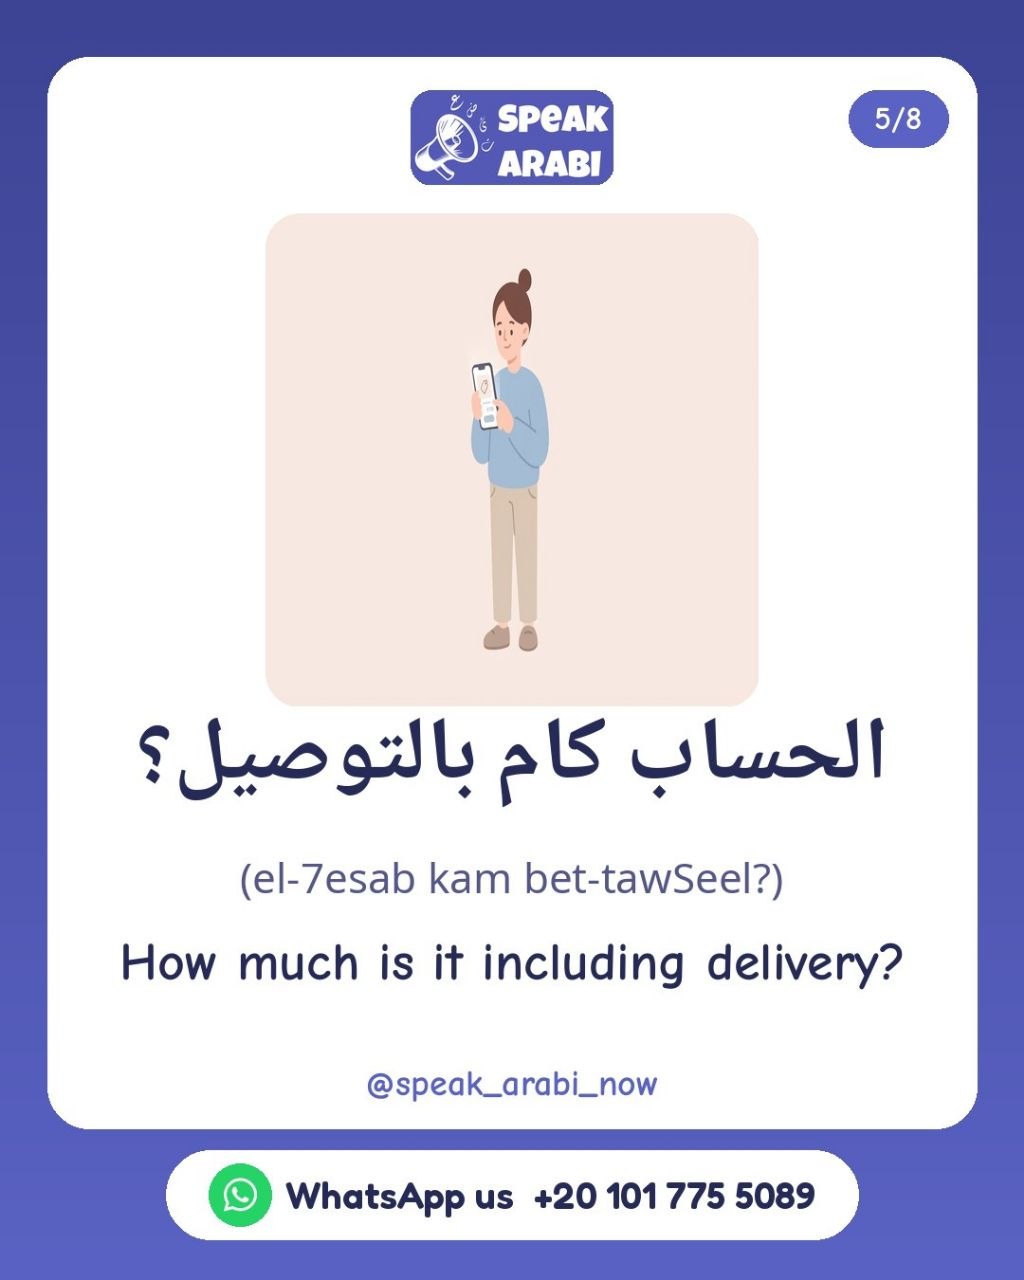 SPEAK
ARABI
5/8
الحساب كام بالتوصيل؟
(el-7esab kam bet-tawSeel?)
How much is it including delivery?
@speak_arabi_now
WhatsApp us +20 101 775 5089